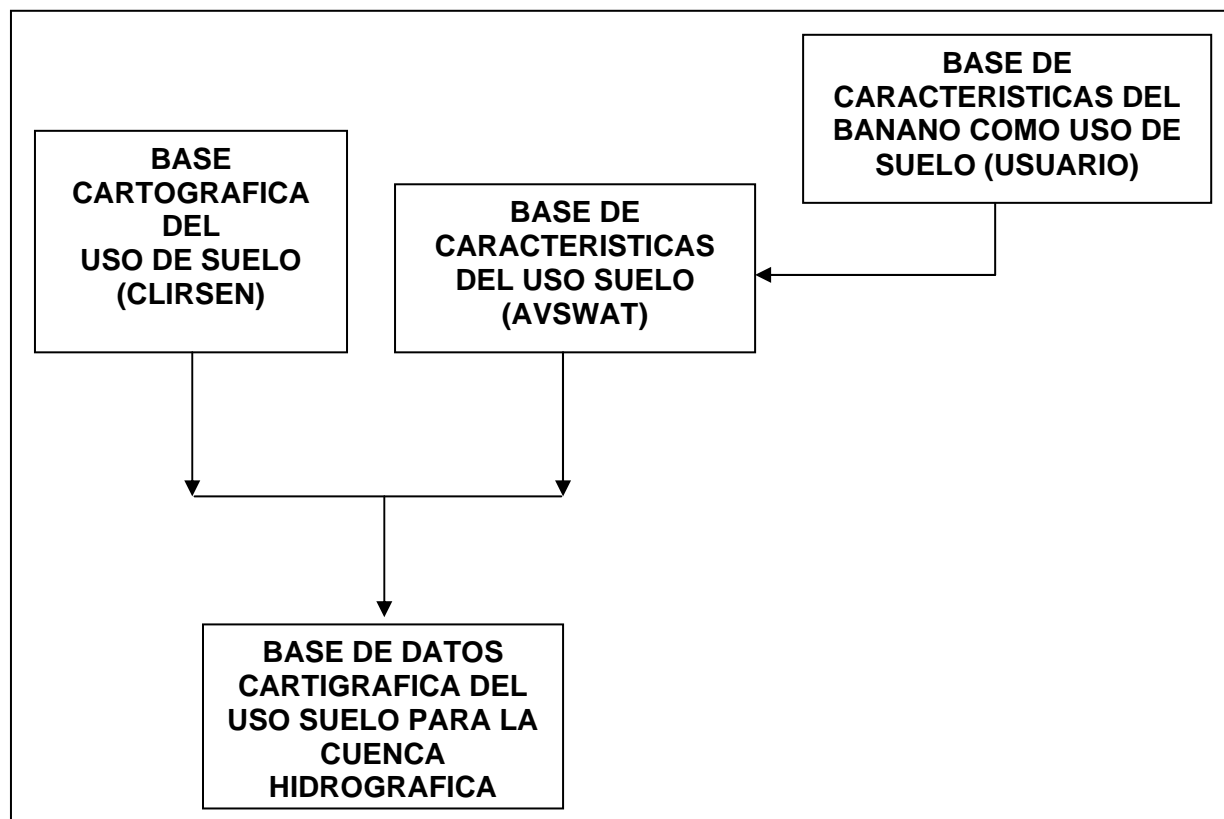 BASE
CARTOGRAFICA
DEL
USO DE SUELO
(CLIRSEN)
BASE DE
CARACTERISTICAS
DEL USO SUELO
(AVSWAT)
BASE DE
CARACTERISTICAS DEL
BANANO COMO USO DE
SUELO (USUARIO)
BASE DE DATOS
CARTIGRAFICA DEL
USO SUELO PARA LA
CUENCA
HIDROGRAFICA